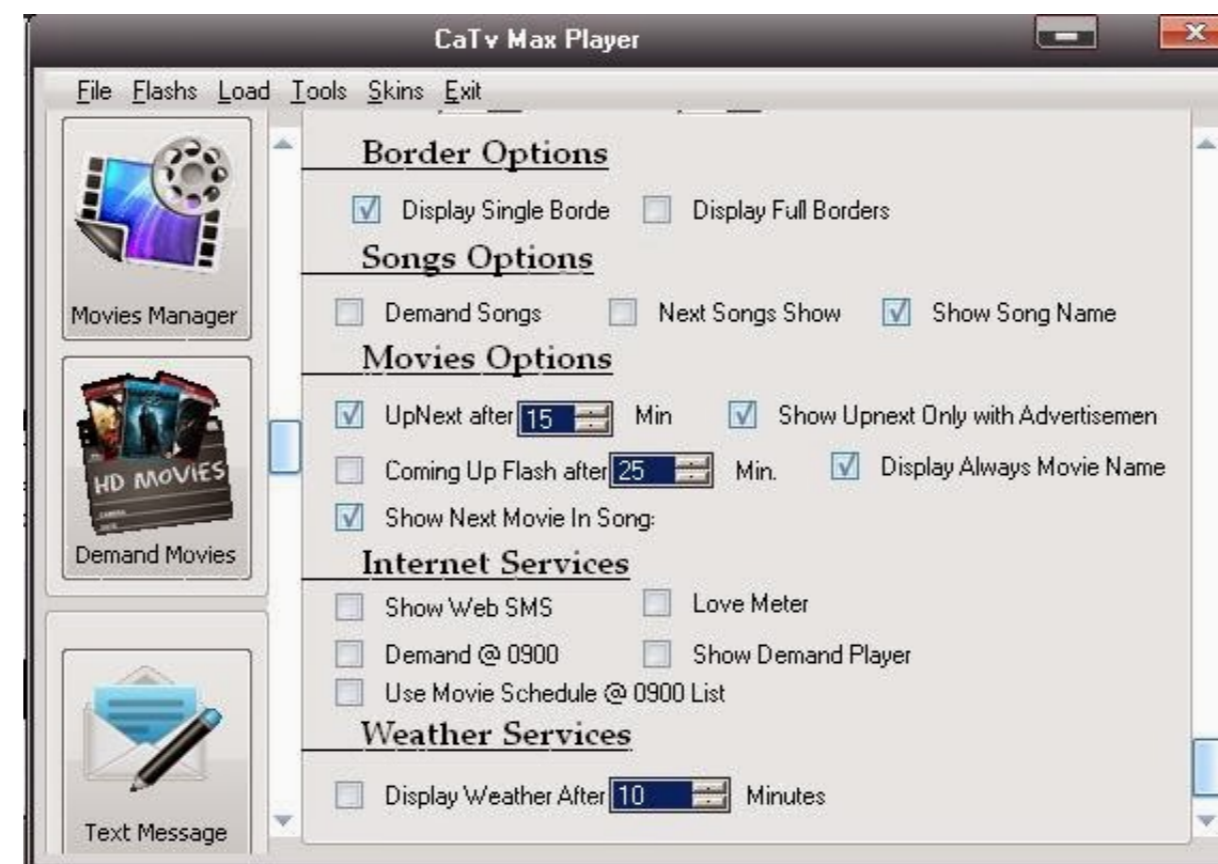 CaTv Max Player
File Flashs Load Tools Skins Exit
Movies Manager
HD MOVIES
Demand Movies
Text Message
Border Options
Display Single Borde Display Full Borders
Songs Options
Demand Songs Next Songs Show Show Song Name
Movies Options
UpNext after 15 Min Show Upnext Only with Advertisemen
Coming Up Flash after 25 Min. Display Always Movie Name
Show Next Movie In Song:
Internet Services
Show Web SMS Love Meter
Demand @ 0900 Show Demand Player
Use Movie Schedule @ 0900 List
Weather Services
Display Weather After 10 Minutes